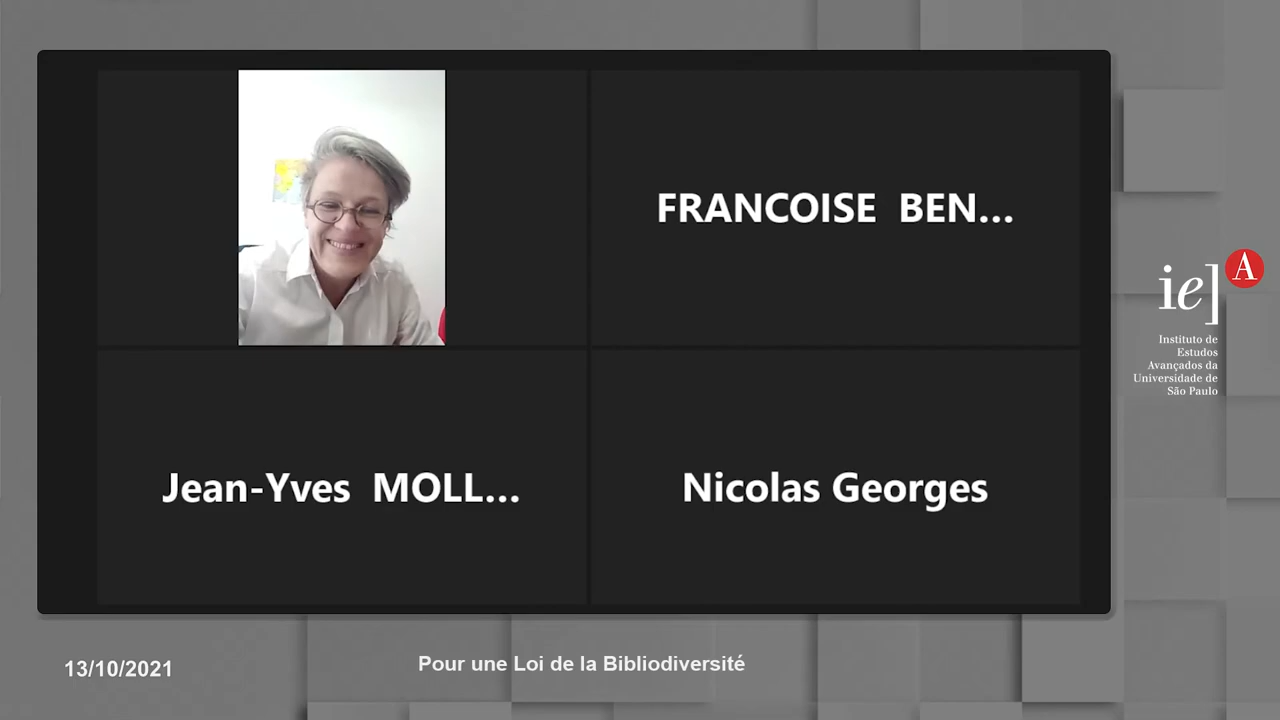 FRANCOISE BEN...
Jean-Yves MOLL...
Nicolas Georges
ie] A
Instituto de
Estudos
Avançados da
Universidade de
São Paulo
13/10/2021
Pour une Loi de la Bibliodiversité